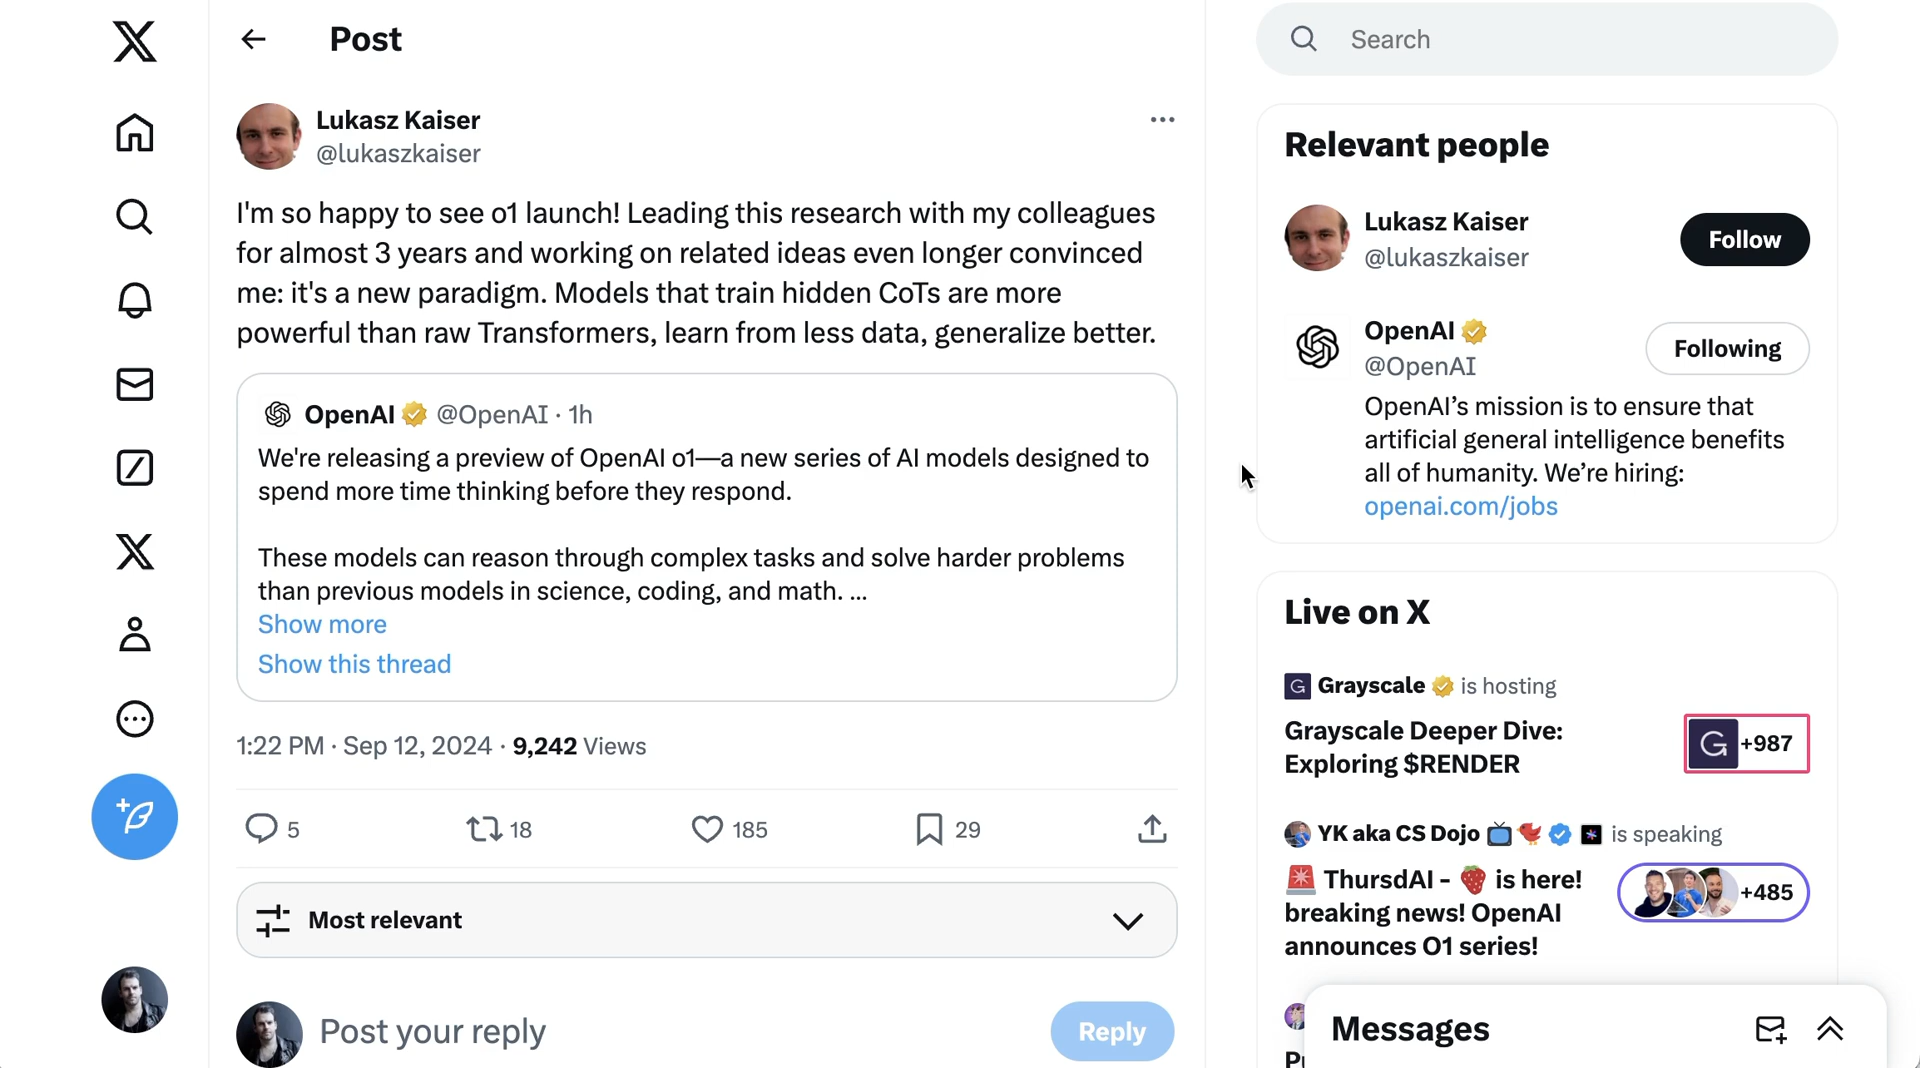 Post
Lukasz Kaiser
@lukaszkaiser
I'm so happy to see o1 launch! Leading this research with my colleagues
for almost 3 years and working on related ideas even longer convinced
me: it's a new paradigm. Models that train hidden CoTs are more
powerful than raw Transformers, learn from less data, generalize better.
OpenAI @OpenAI · 1h
We're releasing a preview of OpenAI o1—a new series of AI models designed to
spend more time thinking before they respond.
These models can reason through complex tasks and solve harder problems
than previous models in science, coding, and math. ...
Show more
Show this thread
1:22 PM · Sep 12, 2024 · 9,242 Views
5 18 185 29
Most relevant
Post your reply
Reply
Search
Relevant people
Lukasz Kaiser
@lukaszkaiser
Follow
OpenAI
@OpenAI
Following
OpenAI’s mission is to ensure that
artificial general intelligence benefits
all of humanity. We’re hiring:
openai.com/jobs
Live on X
G Grayscale is hosting
Grayscale Deeper Dive:
Exploring $RENDER
G +987
YK aka CS Dojo 📺🐦 is speaking
🚨 ThursdAI - 🍓 is here!
breaking news! OpenAI
announces O1 series!
+485
Messages